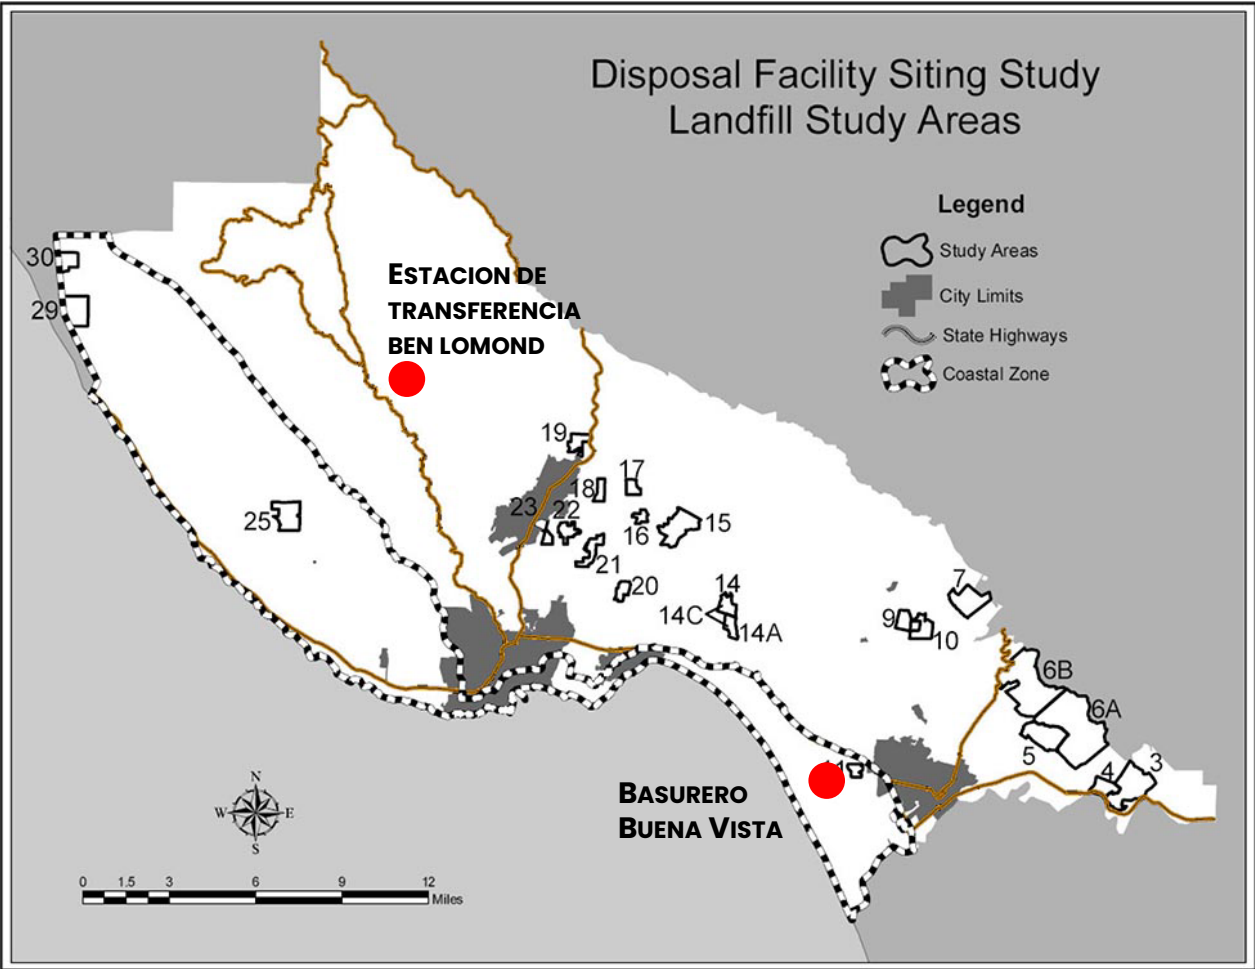 Disposal Facility Siting Study
Landfill Study Areas
Legend
Study Areas
City Limits
State Highways
Coastal Zone
ESTACION DE
TRANSFERENCIA
BEN LOMOND
30
29
19
17
18
23
22
16
15
25
21
20
14
14C
14A
7
9
10
6B
6A
5
3
4
BASURERO
BUENA VISTA
N
W
E
S
0 1.5 3 6 9 12
Miles